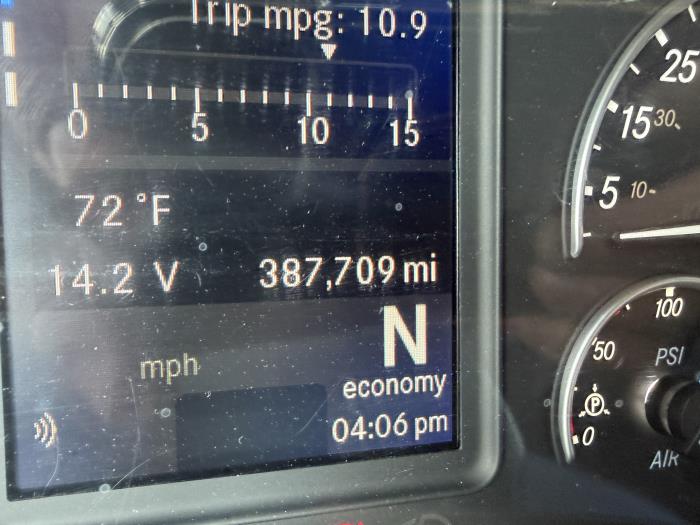 Trip mpg: 10.9
0 5 10 15
72 °F
14.2 V 387,709 mi
N
mph
economy
04:06 pm
25
15 30
5 10
100
50
PSI
P
0
AIR